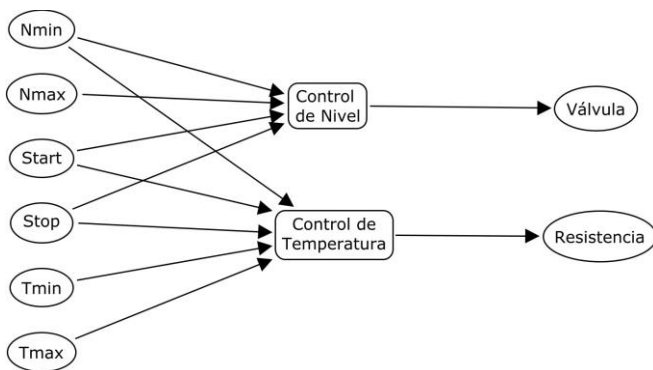 Nmin
Nmax
Start
Stop
Tmin
Tmax
Control
de Nivel
Control de
Temperatura
Válvula
Resistencia